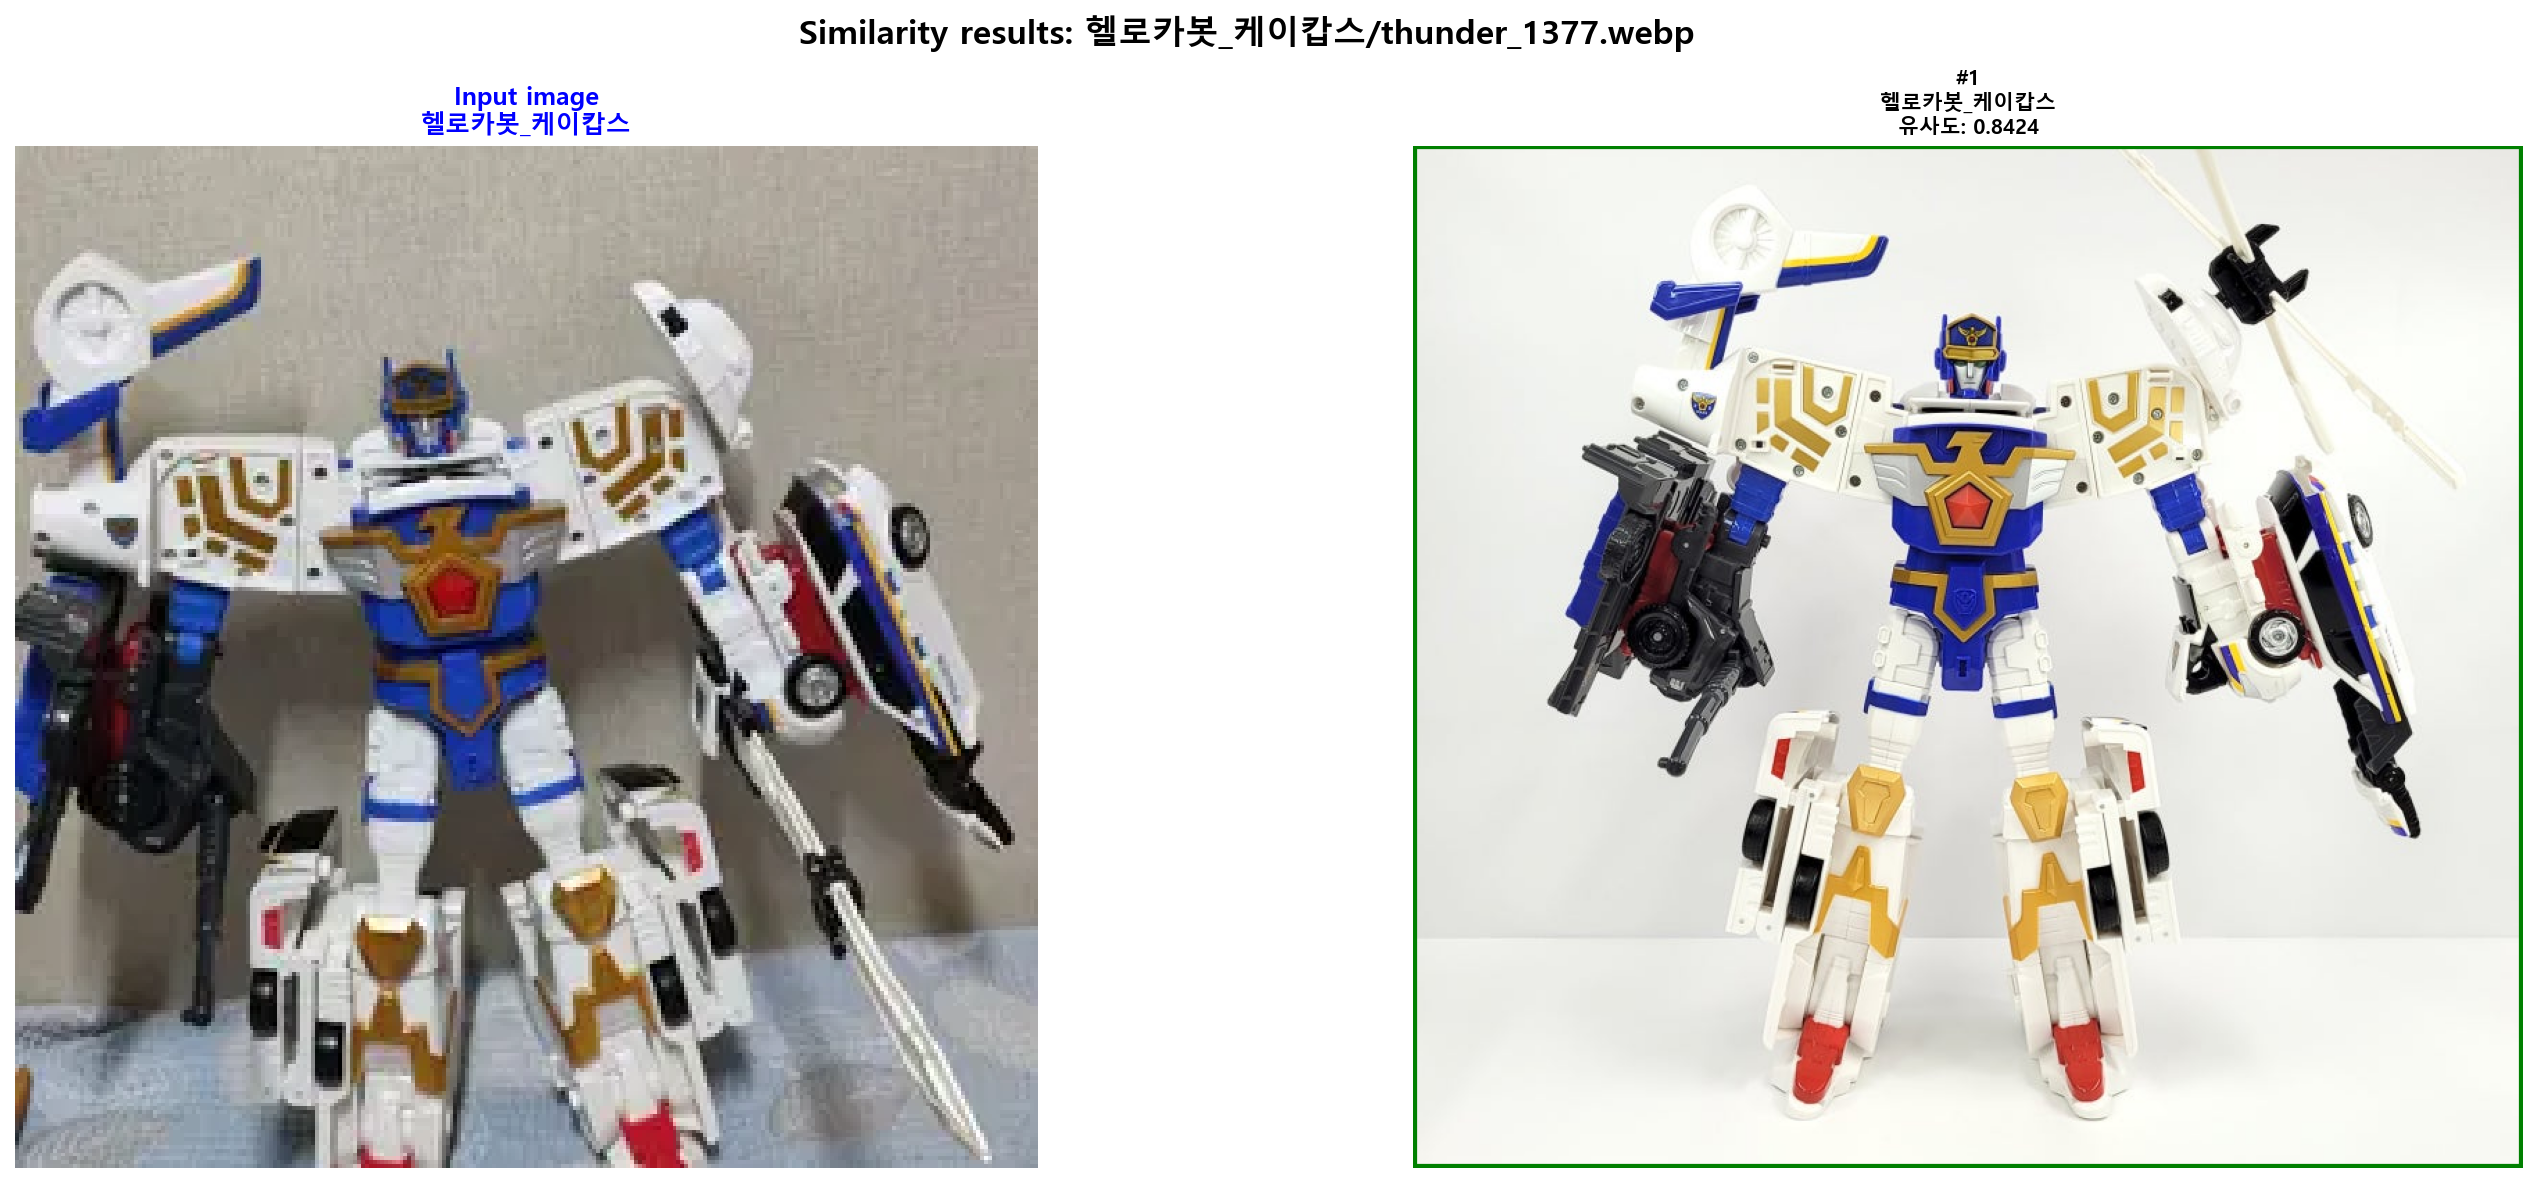 Similarity results: 헬로카봇_케이캅스/thunder_1377.webp
Input image
헬로카봇_케이캅스
#1
헬로카봇_케이캅스
유사도: 0.8424